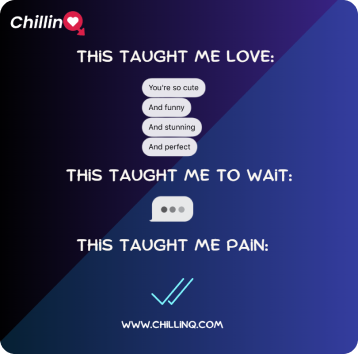 ChillinQ
THIS TAUGHT ME LOVE:
You're so cute
And funny
And stunning
And perfect
THIS TAUGHT ME TO WAIT:
THIS TAUGHT ME PAIN:
WWW.CHILLINQ.COM